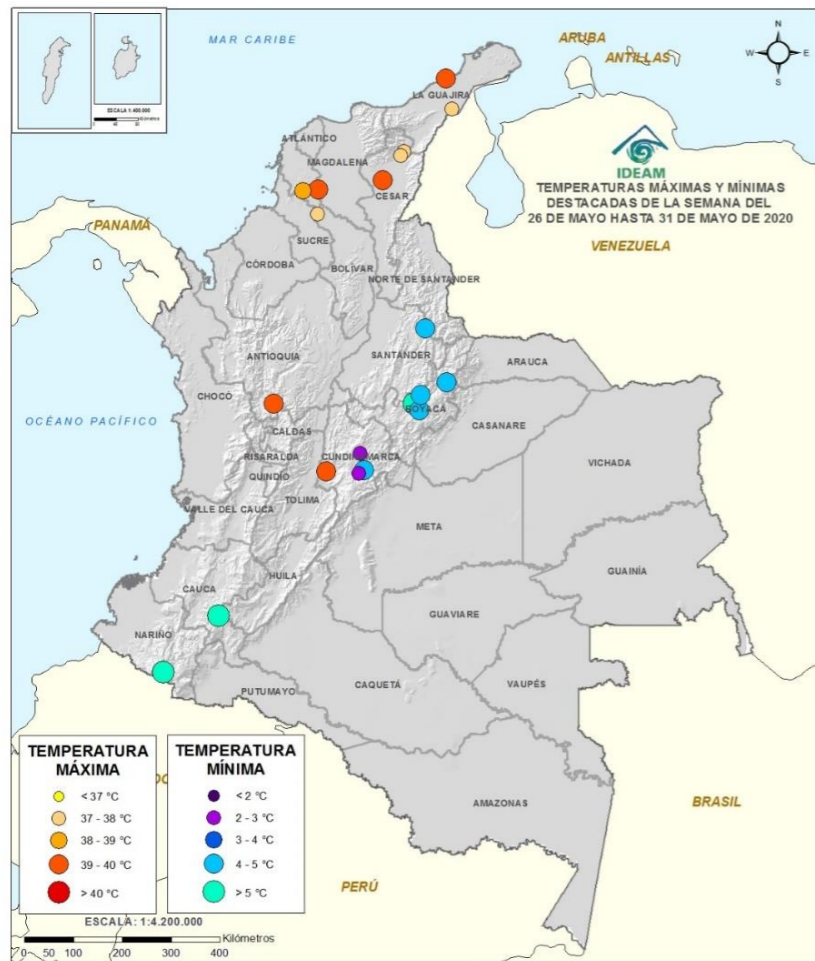 MAR CARIBE
ARUBA
ANTILLAS
N
W
E
S
ESCALA 1:400.000
Kilómetros
LA GUAJIRA
ATLÁNTICO
MAGDALENA
CESAR
IDEAM
TEMPERATURAS MÁXIMAS Y MÍNIMAS
DESTACADAS DE LA SEMANA DEL
26 DE MAYO HASTA 31 DE MAYO DE 2020
PANAMÁ
VENEZUELA
SUCRE
CÓRDOBA
BOLÍVAR
NORTE DE SANTANDER
SANTANDER
ANTIOQUIA
ARAUCA
CHOCÓ
BOYACÁ
OCÉANO PACÍFICO
CASANARE
CALDAS
RISARALDA
CUNDINAMARCA
VICHADA
QUINDÍO
TOLIMA
VALLE DEL CAUCA
META
GUAINÍA
HUILA
CAUCA
GUAVIARE
NARIÑO
CAQUETÁ
VAUPÉS
PUTUMAYO
AMAZONAS
BRASIL
PERÚ
TEMPERATURA
MÁXIMA
< 37 °C
37 - 38 °C
38 - 39 °C
39 - 40 °C
> 40 °C
TEMPERATURA
MÍNIMA
< 2 °C
2 - 3 °C
3 - 4 °C
4 - 5 °C
> 5 °C
ESCALA: 1:4.200.000
Kilómetros
0 50 100 200 300 400